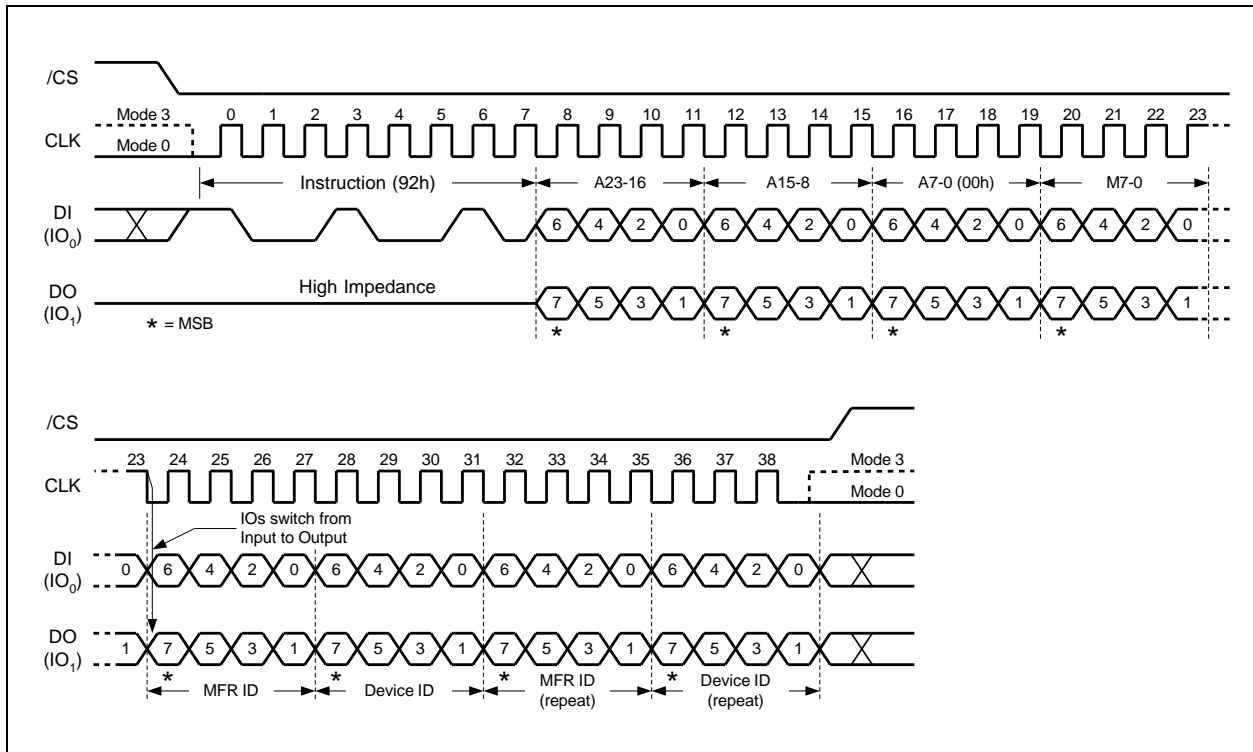 /CS
Mode 3 0 1 2 3 4 5 6 7 8 9 10 11 12 13 14 15 16 17 18 19 20 21 22 23
CLK
Mode 0
Instruction (92h) A23-16 A15-8 A7-0 (00h) M7-0
DI
(IO0) 6 4 2 0 6 4 2 0 6 4 2 0 6 4 2 0
High Impedance
DO
(IO1) 7 5 3 1 7 5 3 1 7 5 3 1 7 5 3 1
* = MSB * * * *
/CS
23 24 25 26 27 28 29 30 31 32 33 34 35 36 37 38 Mode 3
CLK
Mode 0
IOs switch from
Input to Output
DI
(IO0) 0 6 4 2 0 6 4 2 0 6 4 2 0 6 4 2 0
DO
(IO1) 1 7 5 3 1 7 5 3 1 7 5 3 1 7 5 3 1
* * * *
MFR ID Device ID MFR ID
(repeat) Device ID
(repeat)